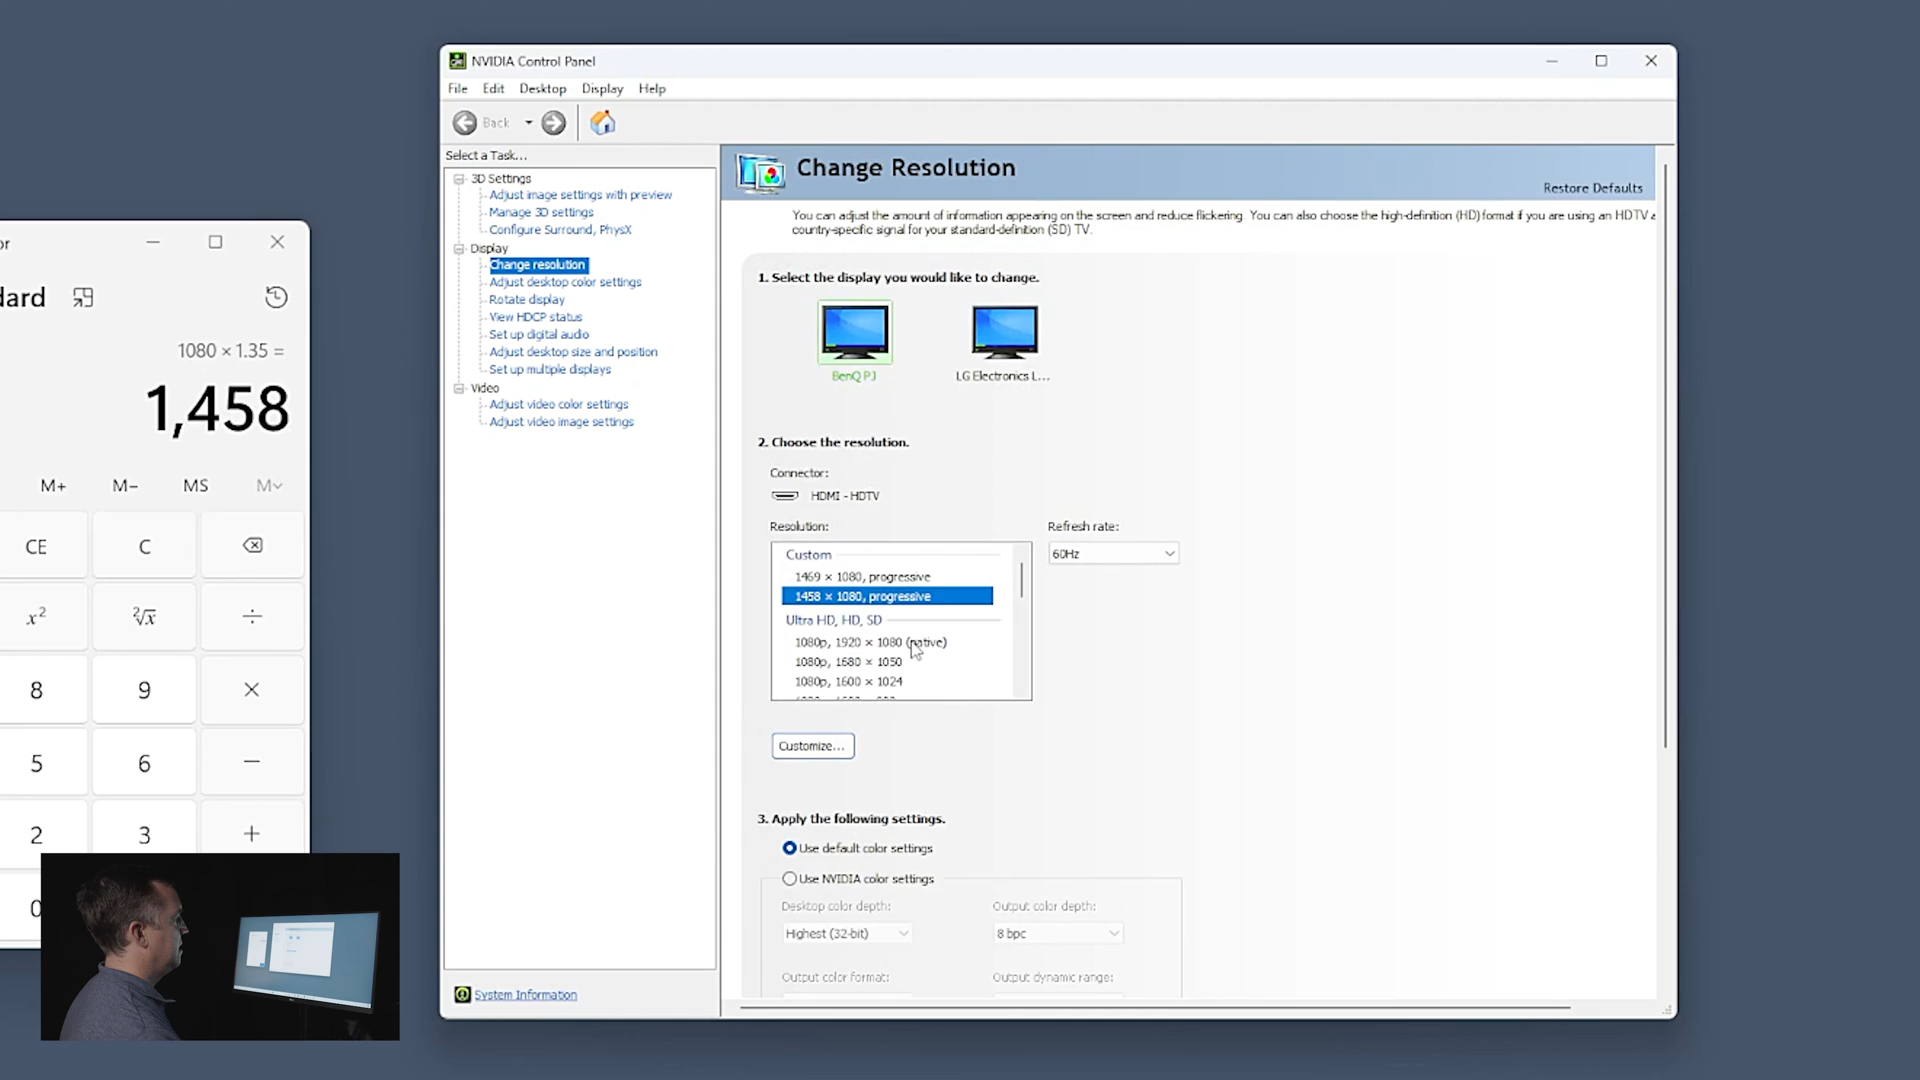 NVIDIA Control Panel
File Edit Desktop Display Help
Back
Select a Task...
3D Settings
Adjust image settings with preview
Manage 3D settings
Configure Surround, PhysX
Display
Change resolution
Adjust desktop color settings
Rotate display
View HDCP status
Set up digital audio
Adjust desktop size and position
Set up multiple displays
Video
Adjust video color settings
Adjust video image settings
System Information
Change Resolution
Restore Defaults
You can adjust the amount of information appearing on the screen and reduce flickering. You can also choose the high-definition (HD) format if you are using an HDTV a
country-specific signal for your standard-definition (SD) TV.
1. Select the display you would like to change.
BenQ PJ
LG Electronics L...
2. Choose the resolution.
Connector:
HDMI - HDTV
Resolution:
Refresh rate:
60Hz
Custom
1469 × 1080, progressive
1458 × 1080, progressive
Ultra HD, HD, SD
1080p, 1920 × 1080 (native)
1080p, 1680 × 1050
1080p, 1600 × 1024
Customize...
3. Apply the following settings.
Use default color settings
Use NVIDIA color settings
Desktop color depth:
Output color depth:
Highest (32-bit)
8 bpc
Output color format:
Output dynamic range:
or
dard
1080 × 1.35 =
1,458
M+ M− MS M
CE C
x² ²√x ÷
8 9 ×
5 6 −
2 3 +
0